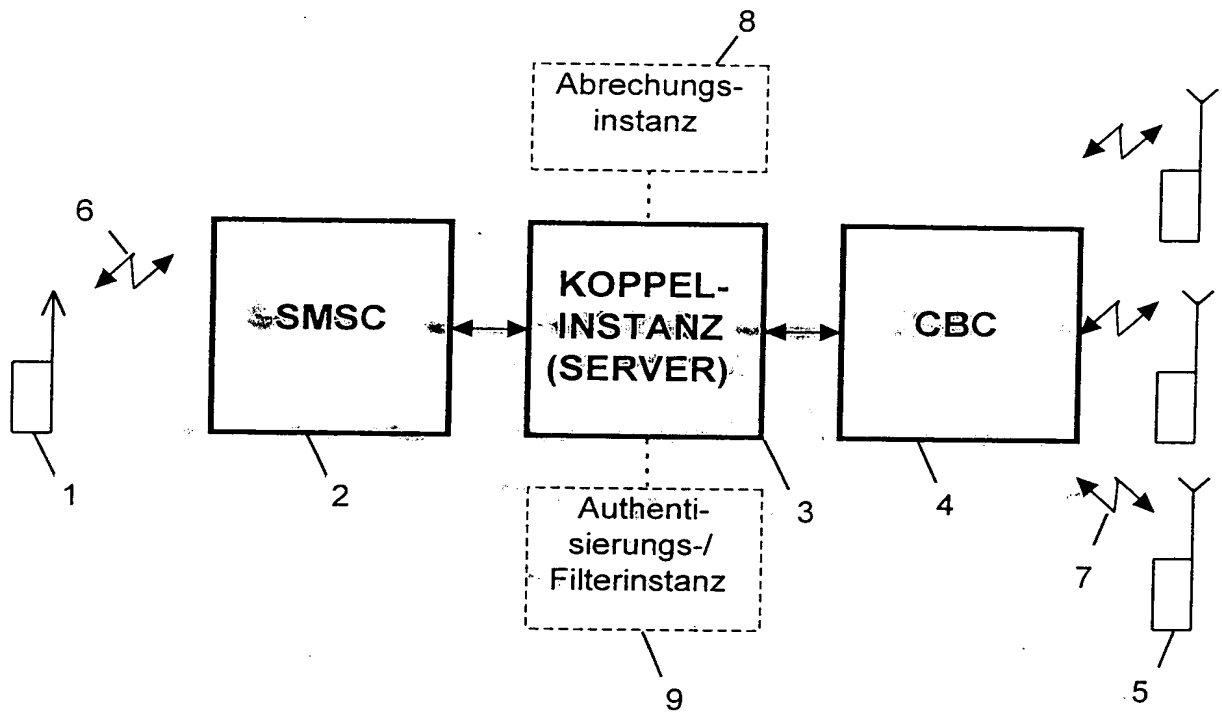 8
Abrechungs-
instanz
6
SMSC
KOPPEL-
INSTANZ
(SERVER)
CBC
1
2
3
4
Authenti-
sierungs-/
Filterinstanz
7
9
5